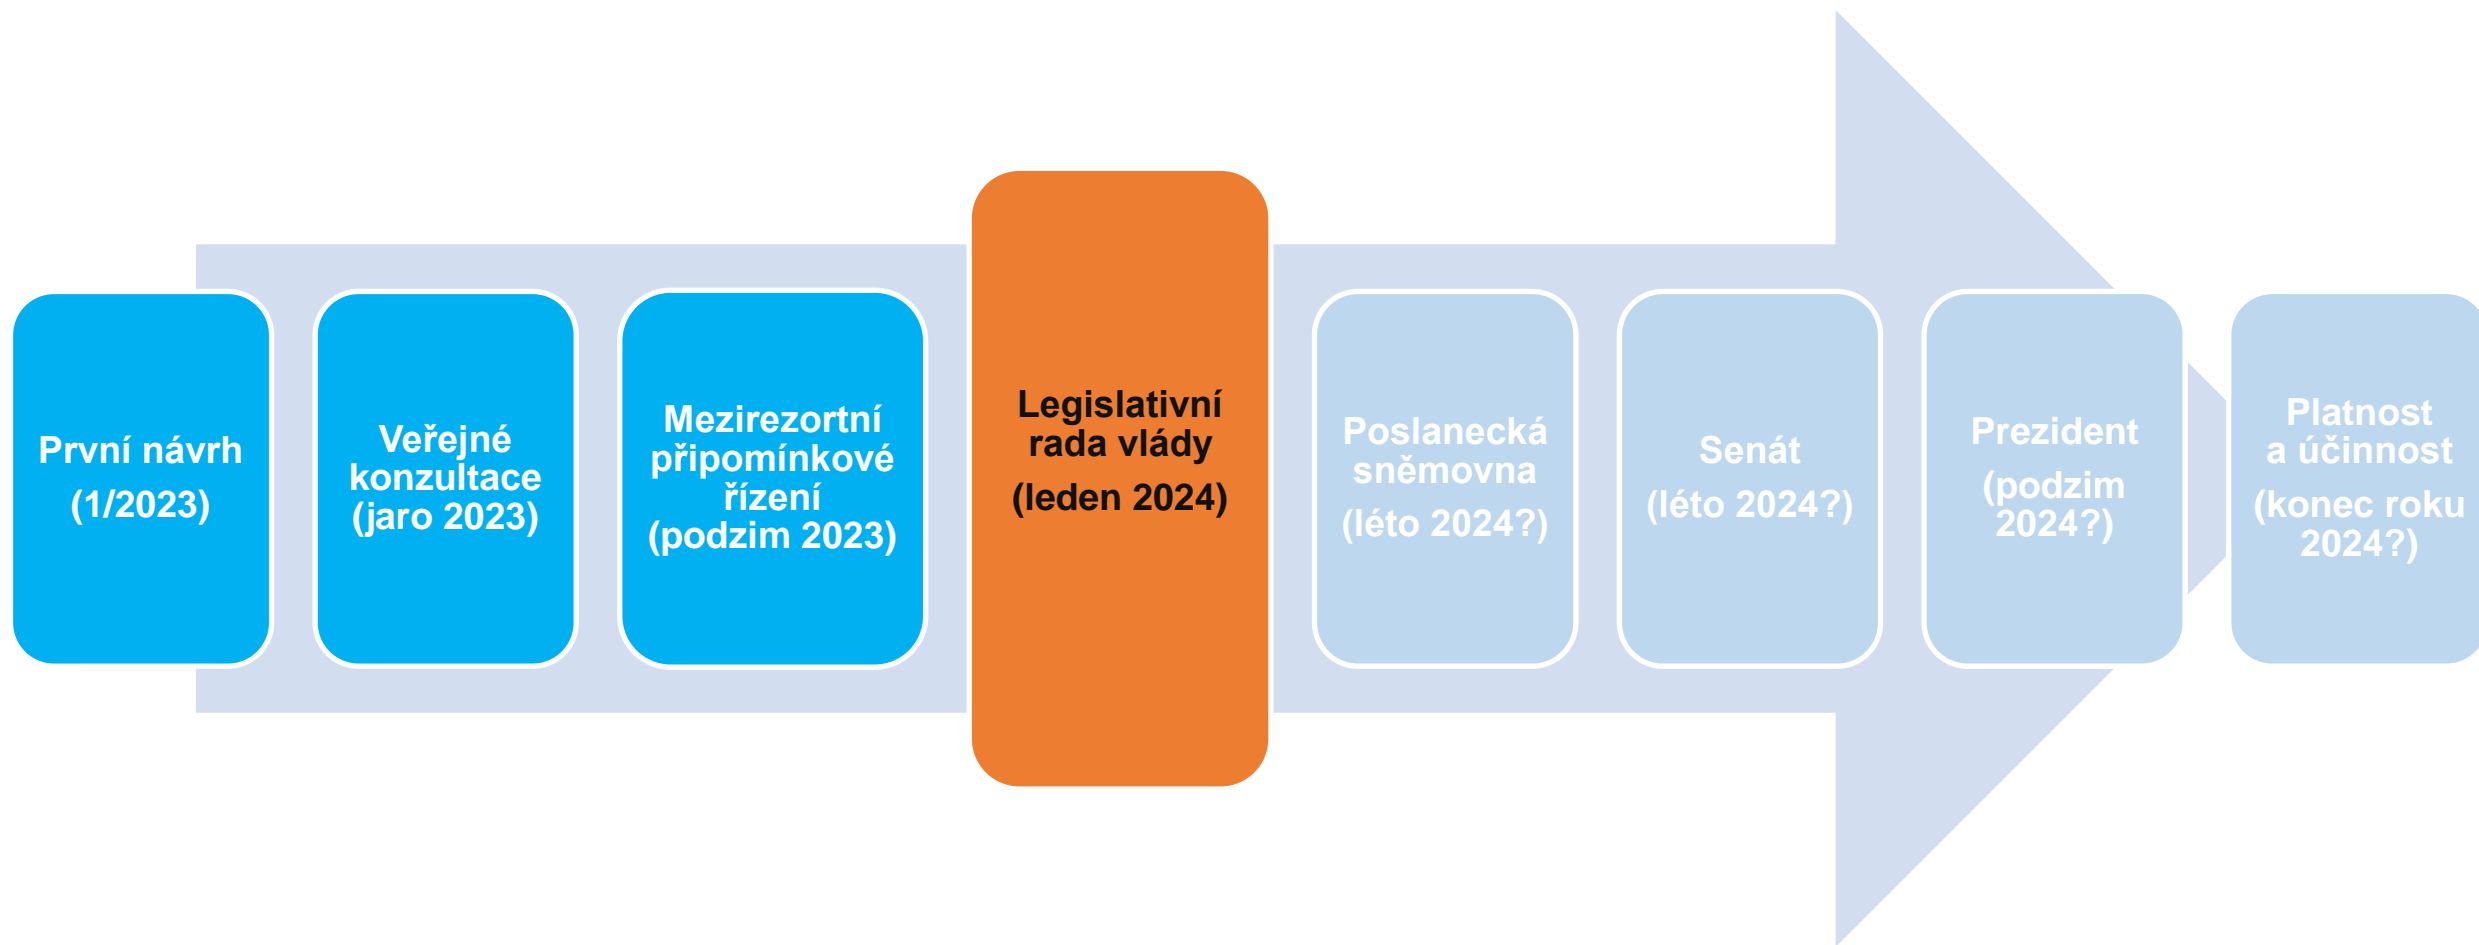 První návrh
(1/2023)
Veřejné
konzultace
(jaro 2023)
Mezirezortní
připomínkové
řízení
(podzim 2023)
Legislativní
rada vlády
(leden 2024)
Poslanecká
sněmovna
(léto 2024?)
Senát
(léto 2024?)
Prezident
(podzim
2024?)
Platnost
a účinnost
(konec roku
2024?)